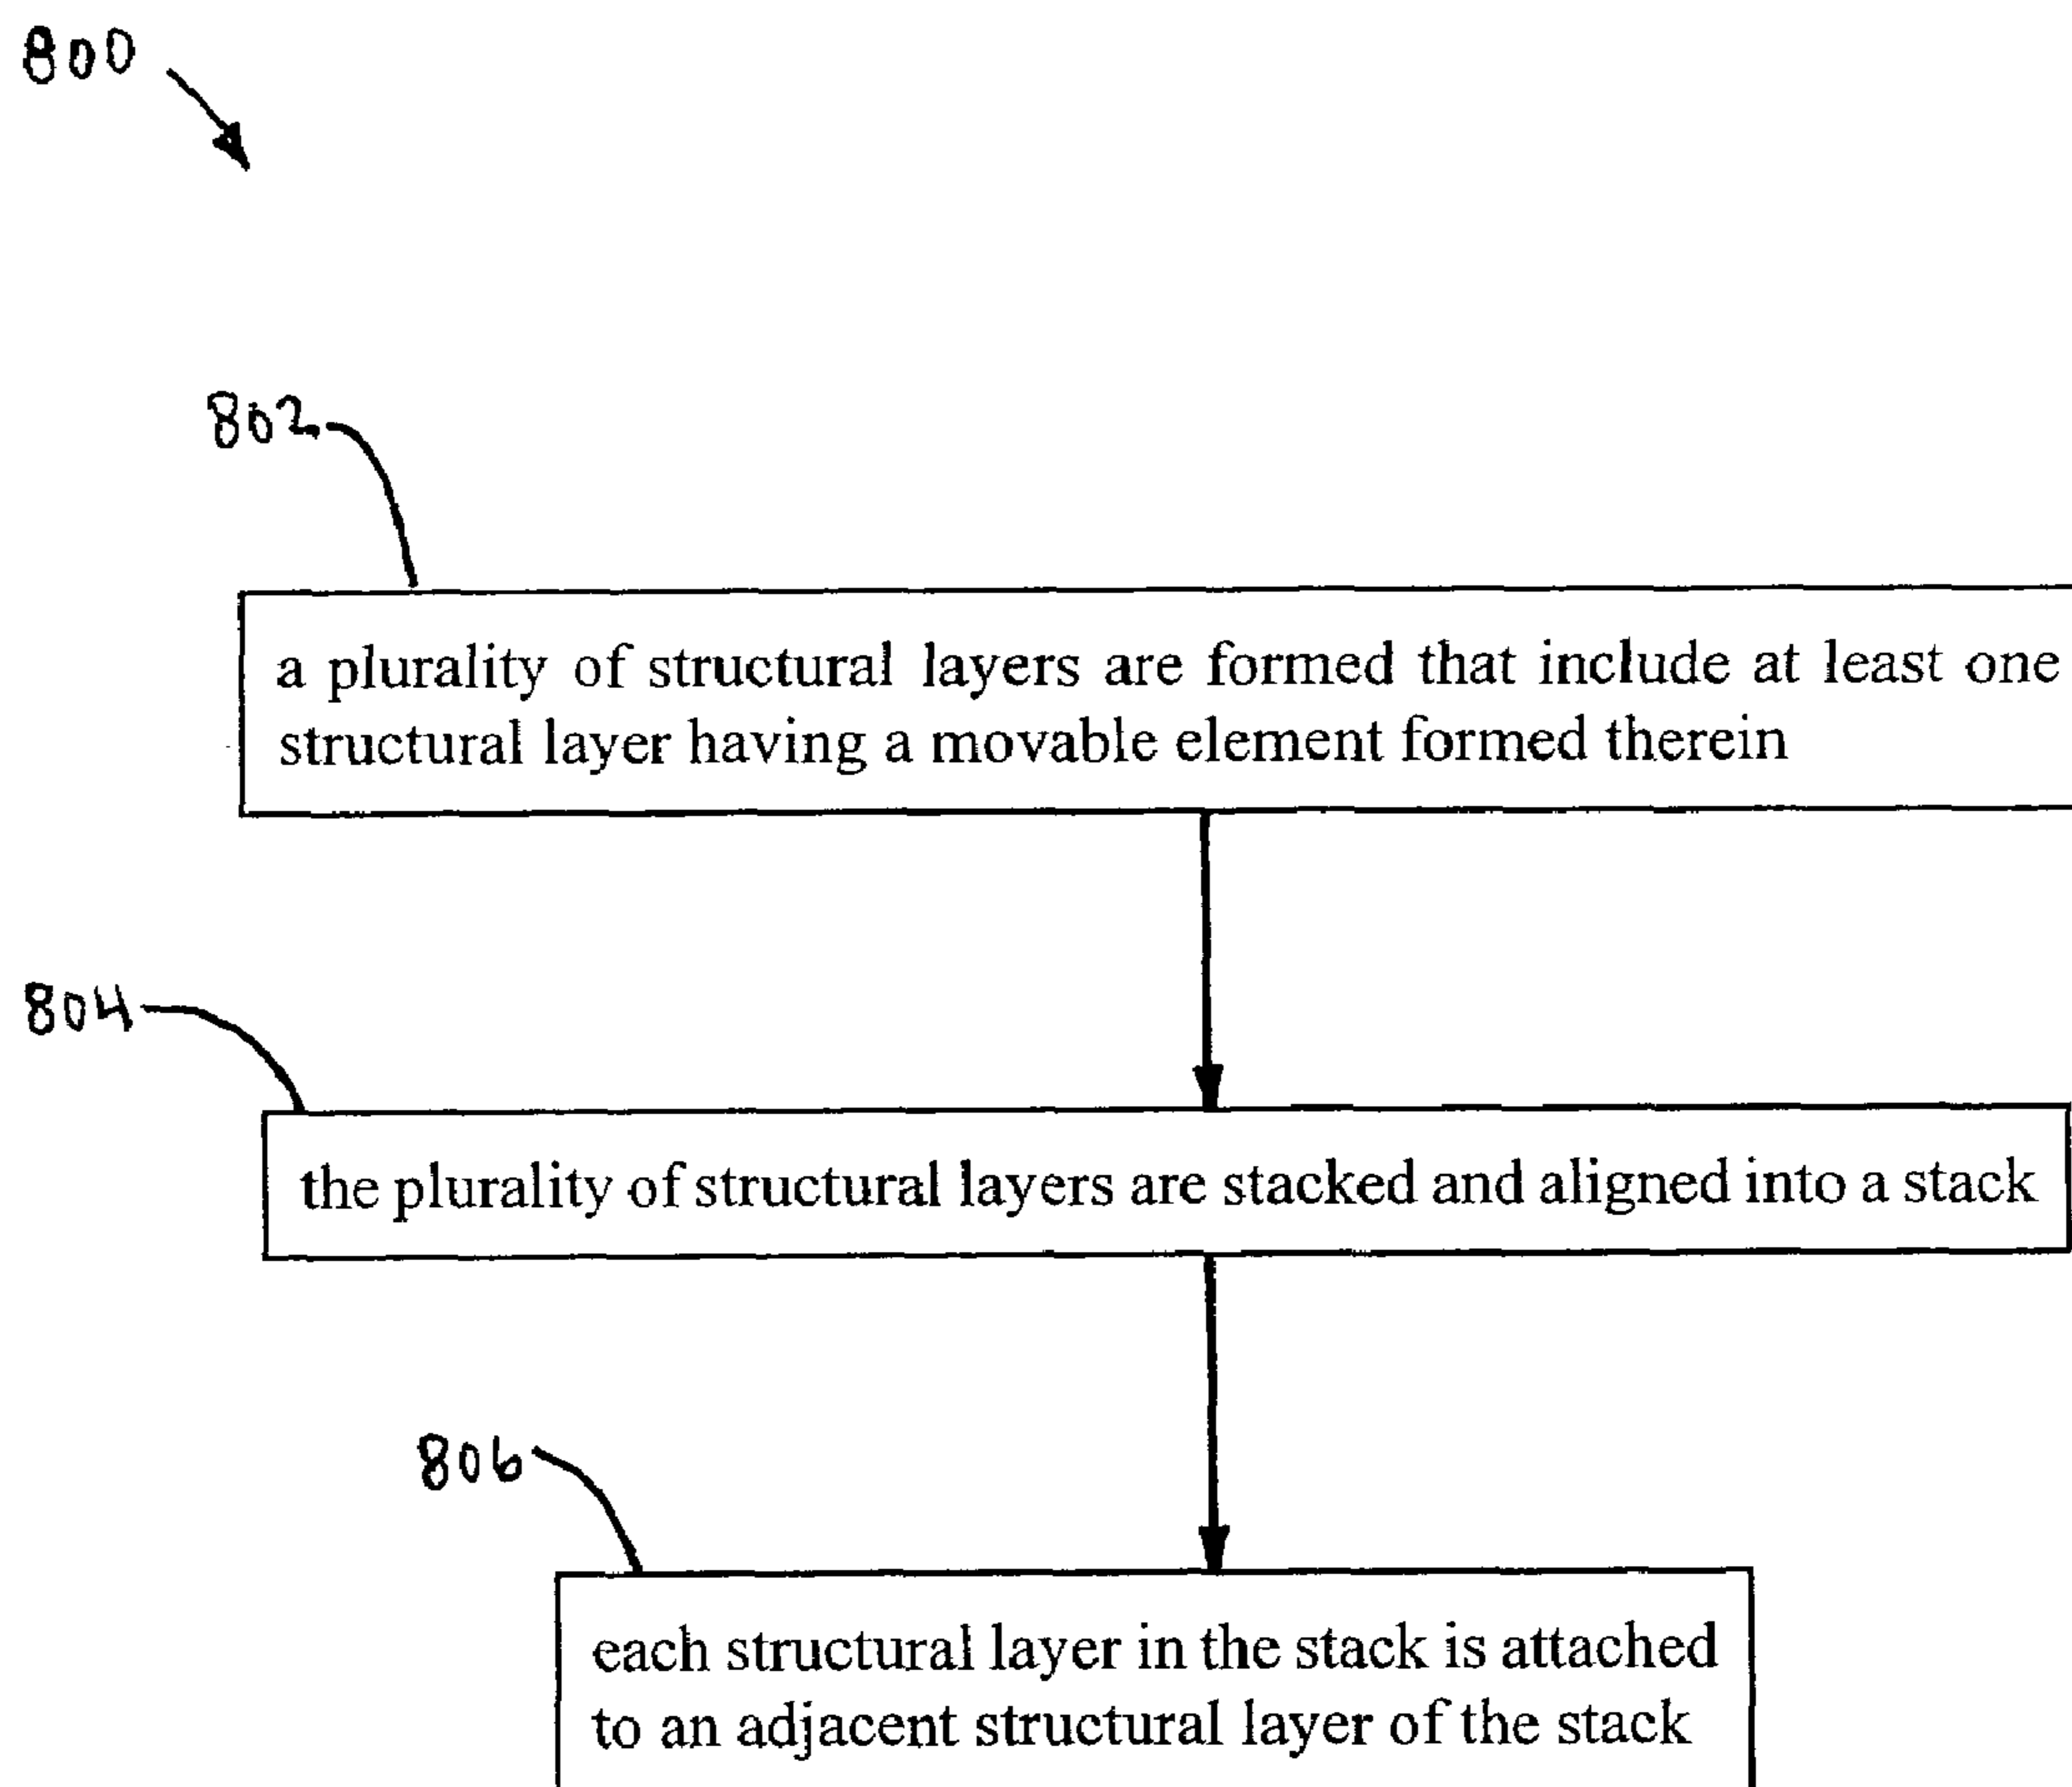 800
802
a plurality of structural layers are formed that include at least one
structural layer having a movable element formed therein
804
the plurality of structural layers are stacked and aligned into a stack
806
each structural layer in the stack is attached
to an adjacent structural layer of the stack